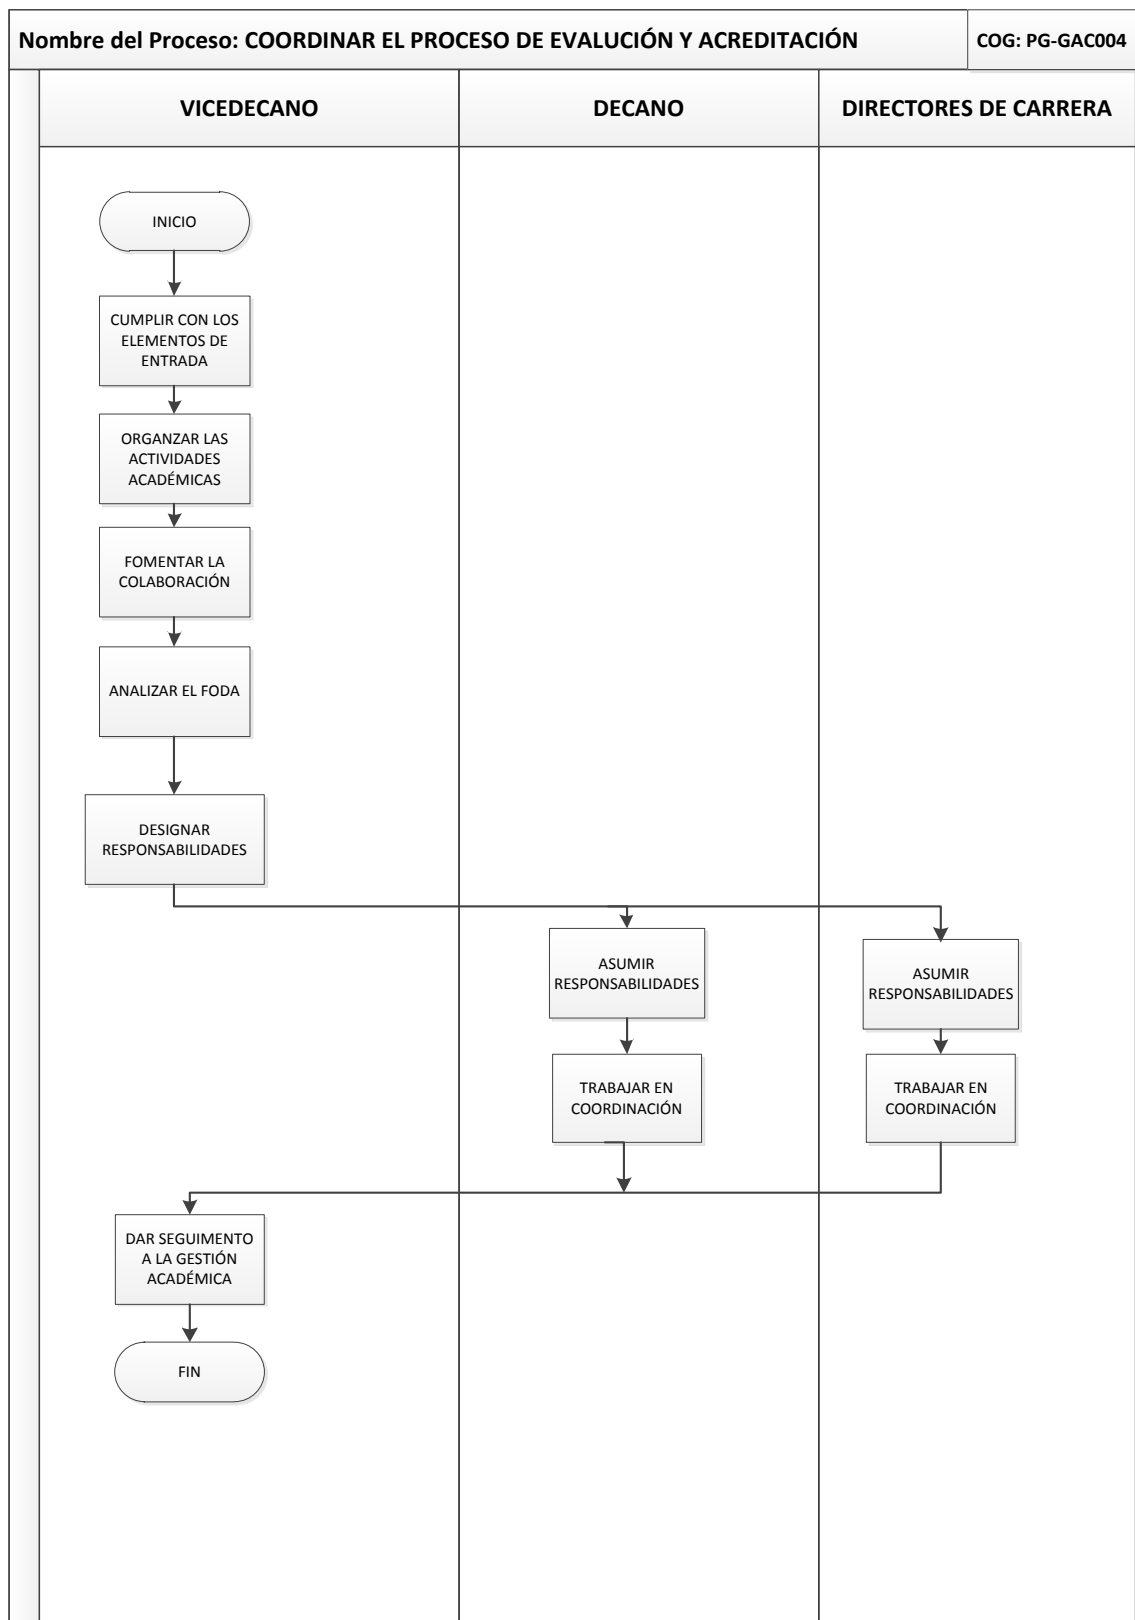 Nombre del Proceso: COORDINAR EL PROCESO DE EVALUCIÓN Y ACREDITACIÓN
COG: PG-GAC004
VICEDECANO
DECANO
DIRECTORES DE CARRERA
INICIO
CUMPLIR CON LOS
ELEMENTOS DE
ENTRADA
ORGANZAR LAS
ACTIVIDADES
ACADÉMICAS
FOMENTAR LA
COLABORACIÓN
ANALIZAR EL FODA
DESIGNAR
RESPONSABILIDADES
ASUMIR
RESPONSABILIDADES
ASUMIR
RESPONSABILIDADES
TRABAJAR EN
COORDINACIÓN
TRABAJAR EN
COORDINACIÓN
DAR SEGUIMENTO
A LA GESTIÓN
ACADÉMICA
FIN